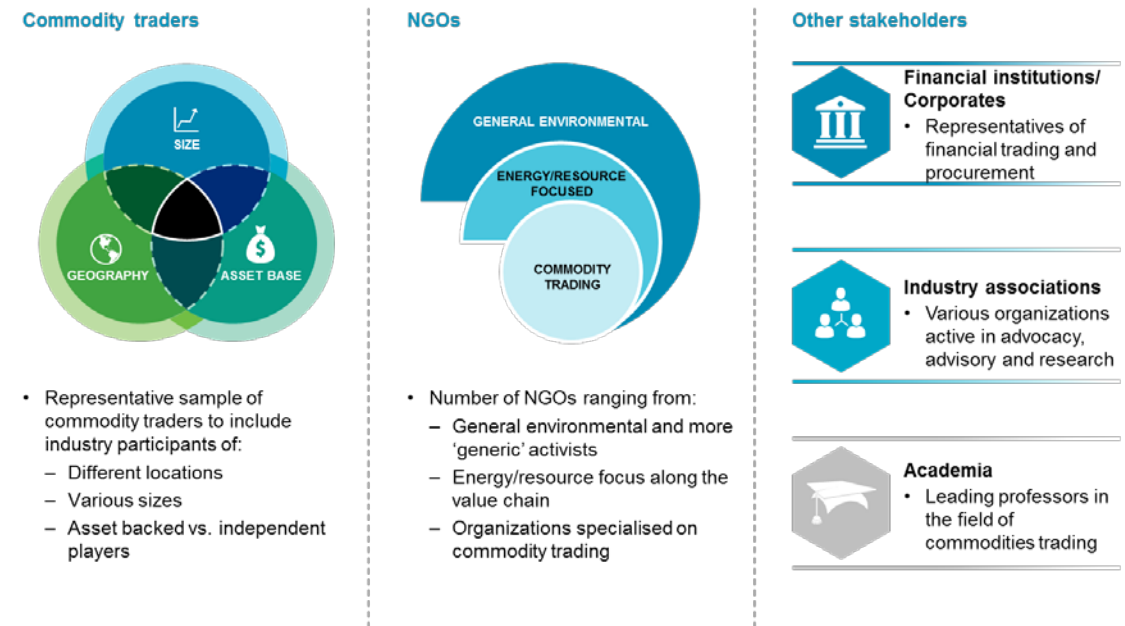 Commodity traders
SIZE
GEOGRAPHY
ASSET BASE
• Representative sample of
commodity traders to include
industry participants of:
– Different locations
– Various sizes
– Asset backed vs. independent
players
NGOs
GENERAL ENVIRONMENTAL
ENERGY/RESOURCE
FOCUSED
COMMODITY
TRADING
• Number of NGOs ranging from:
– General environmental and more
‘generic’ activists
– Energy/resource focus along the
value chain
– Organizations specialised on
commodity trading
Other stakeholders
Financial institutions/
Corporates
• Representatives of
financial trading and
procurement
Industry associations
• Various organizations
active in advocacy,
advisory and research
Academia
• Leading professors in
the field of
commodities trading